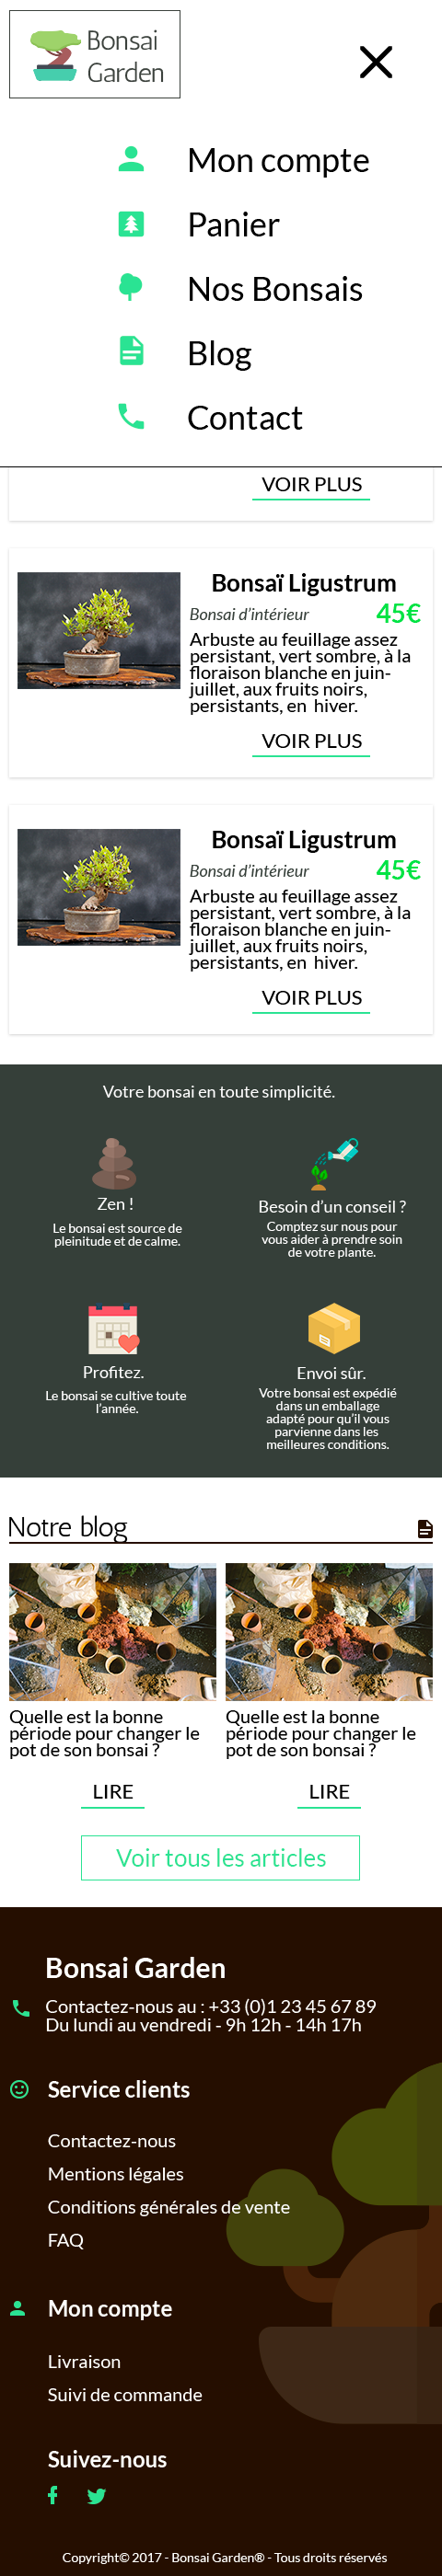 Bonsai
Garden
Mon compte
Panier
Nos Bonsais
Blog
Contact
VOIR PLUS
Bonsaï Ligustrum
Bonsai d’intérieur 45€
Arbuste au feuillage assez
persistant, vert sombre, à la
floraison blanche en juin-
juillet, aux fruits noirs,
persistants, en hiver.
VOIR PLUS
Bonsaï Ligustrum
Bonsai d’intérieur 45€
Arbuste au feuillage assez
persistant, vert sombre, à la
floraison blanche en juin-
juillet, aux fruits noirs,
persistants, en hiver.
VOIR PLUS
Votre bonsai en toute simplicité.
Zen !
Le bonsai est source de
pleinitude et de calme.
Besoin d’un conseil ?
Comptez sur nous pour
vous aider à prendre soin
de votre plante.
Profitez.
Le bonsai se cultive toute
l’année.
Envoi sûr.
Votre bonsai est expédié
dans un emballage
adapté pour qu’il vous
parvienne dans les
meilleures conditions.
Notre blog
Quelle est la bonne
période pour changer le
pot de son bonsai ?
LIRE
Quelle est la bonne
période pour changer le
pot de son bonsai ?
LIRE
Voir tous les articles
Bonsai Garden
Contactez-nous au : +33 (0)1 23 45 67 89
Du lundi au vendredi - 9h 12h - 14h 17h
Service clients
Contactez-nous
Mentions légales
Conditions générales de vente
FAQ
Mon compte
Livraison
Suivi de commande
Suivez-nous
Copyright© 2017 - Bonsai Garden® - Tous droits réservés